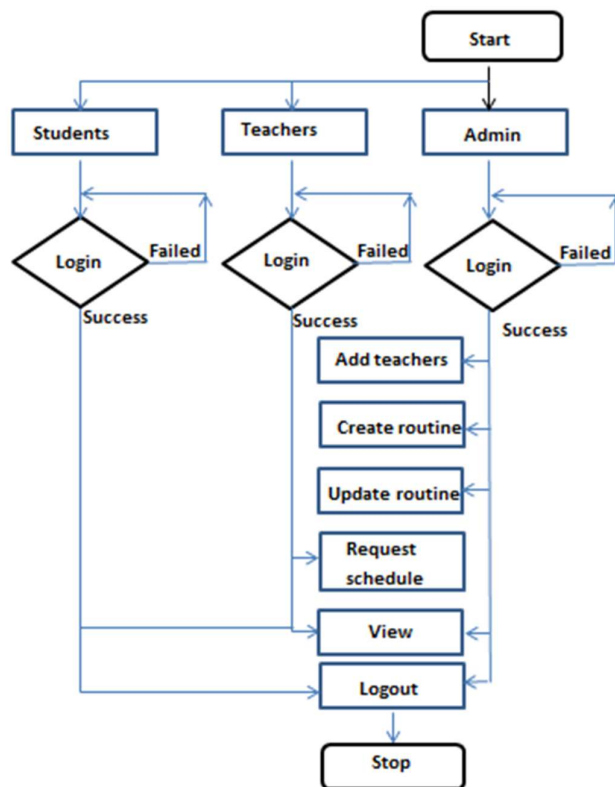 Start
Students
Teachers
Admin
Login
Failed
Login
Failed
Login
Failed
Success
Success
Success
Add teachers
Create routine
Update routine
Request
schedule
View
Logout
Stop